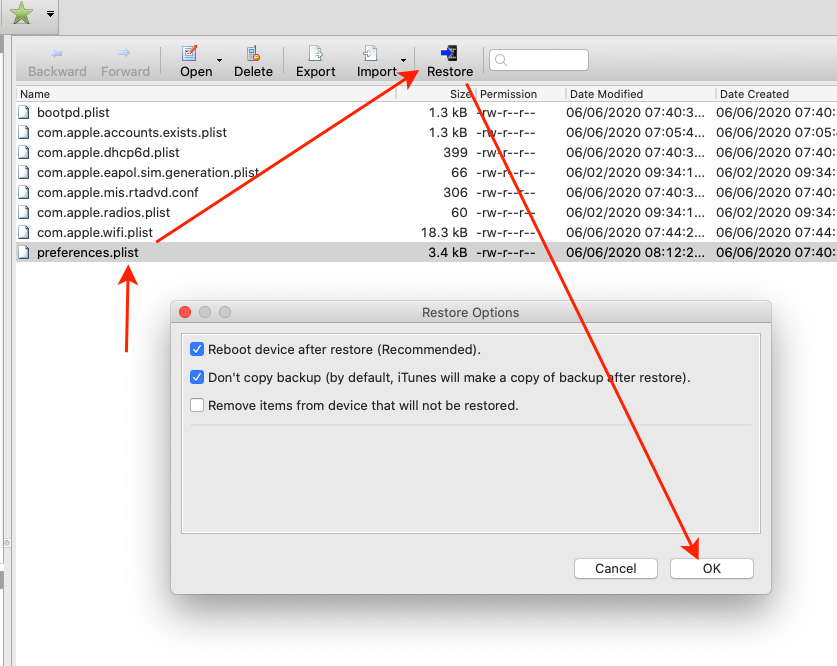 Backward Forward Open Delete Export Import Restore
Name Size Permission Date Modified Date Created
bootpd.plist 1.3 kB -rw-r--r-- 06/06/2020 07:40:3... 06/06/2020 07:40:
com.apple.accounts.exists.plist 1.3 kB -rw-r--r-- 06/06/2020 07:05:4... 06/06/2020 07:05:
com.apple.dhcp6d.plist 399 -rw-r--r-- 06/06/2020 07:40:3... 06/06/2020 07:40:
com.apple.eapol.sim.generation.plist 66 -rw-r--r-- 06/02/2020 09:34:1... 06/02/2020 09:34:
com.apple.mis.rtadvd.conf 306 -rw-r--r-- 06/06/2020 07:40:3... 06/06/2020 07:40:
com.apple.radios.plist 60 -rw-r--r-- 06/02/2020 09:34:1... 06/02/2020 09:34:
com.apple.wifi.plist 18.3 kB -rw-r--r-- 06/06/2020 07:44:2... 06/06/2020 07:44:
preferences.plist 3.4 kB -rw-r--r-- 06/06/2020 08:12:2... 06/06/2020 07:40:
Restore Options
Reboot device after restore (Recommended).
Don't copy backup (by default, iTunes will make a copy of backup after restore).
Remove items from device that will not be restored.
Cancel OK